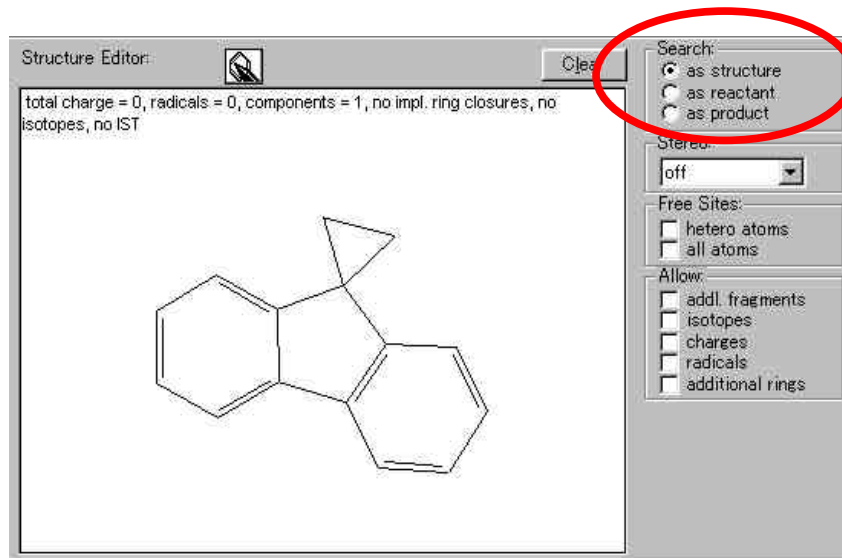 Structure Editor:
total charge = 0, radicals = 0, components = 1, no impl. ring closures, no
isotopes, no IST
Search:
as structure
as reactant
as product
Stereo:
off
Free Sites:
hetero atoms
all atoms
Allow:
addl. fragments
isotopes
charges
radicals
additional rings